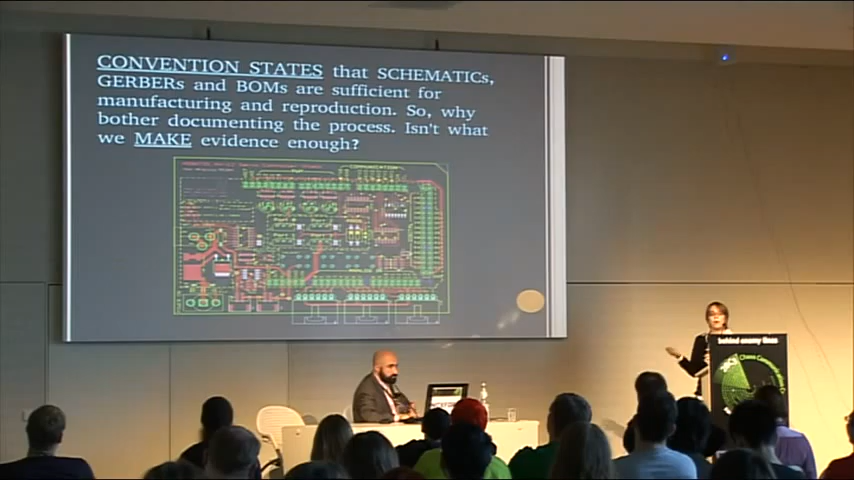 CONVENTION STATES that SCHEMATICs,
GERBERs and BOMs are sufficient for
manufacturing and reproduction. So, why
bother documenting the process. Isn't what
we MAKE evidence enough?
behind enemy lines